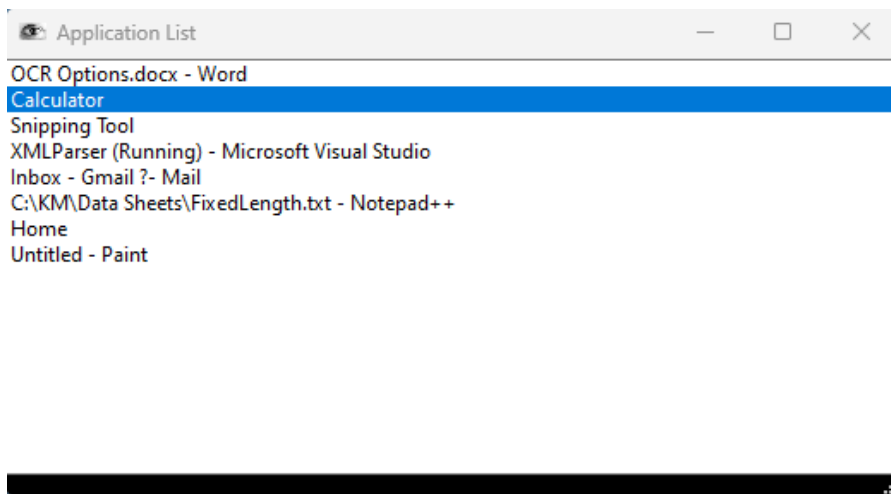 Application List
OCR Options.docx - Word
Calculator
Snipping Tool
XMLParser (Running) - Microsoft Visual Studio
Inbox - Gmail ?- Mail
C:\KM\Data Sheets\FixedLength.txt - Notepad++
Home
Untitled - Paint